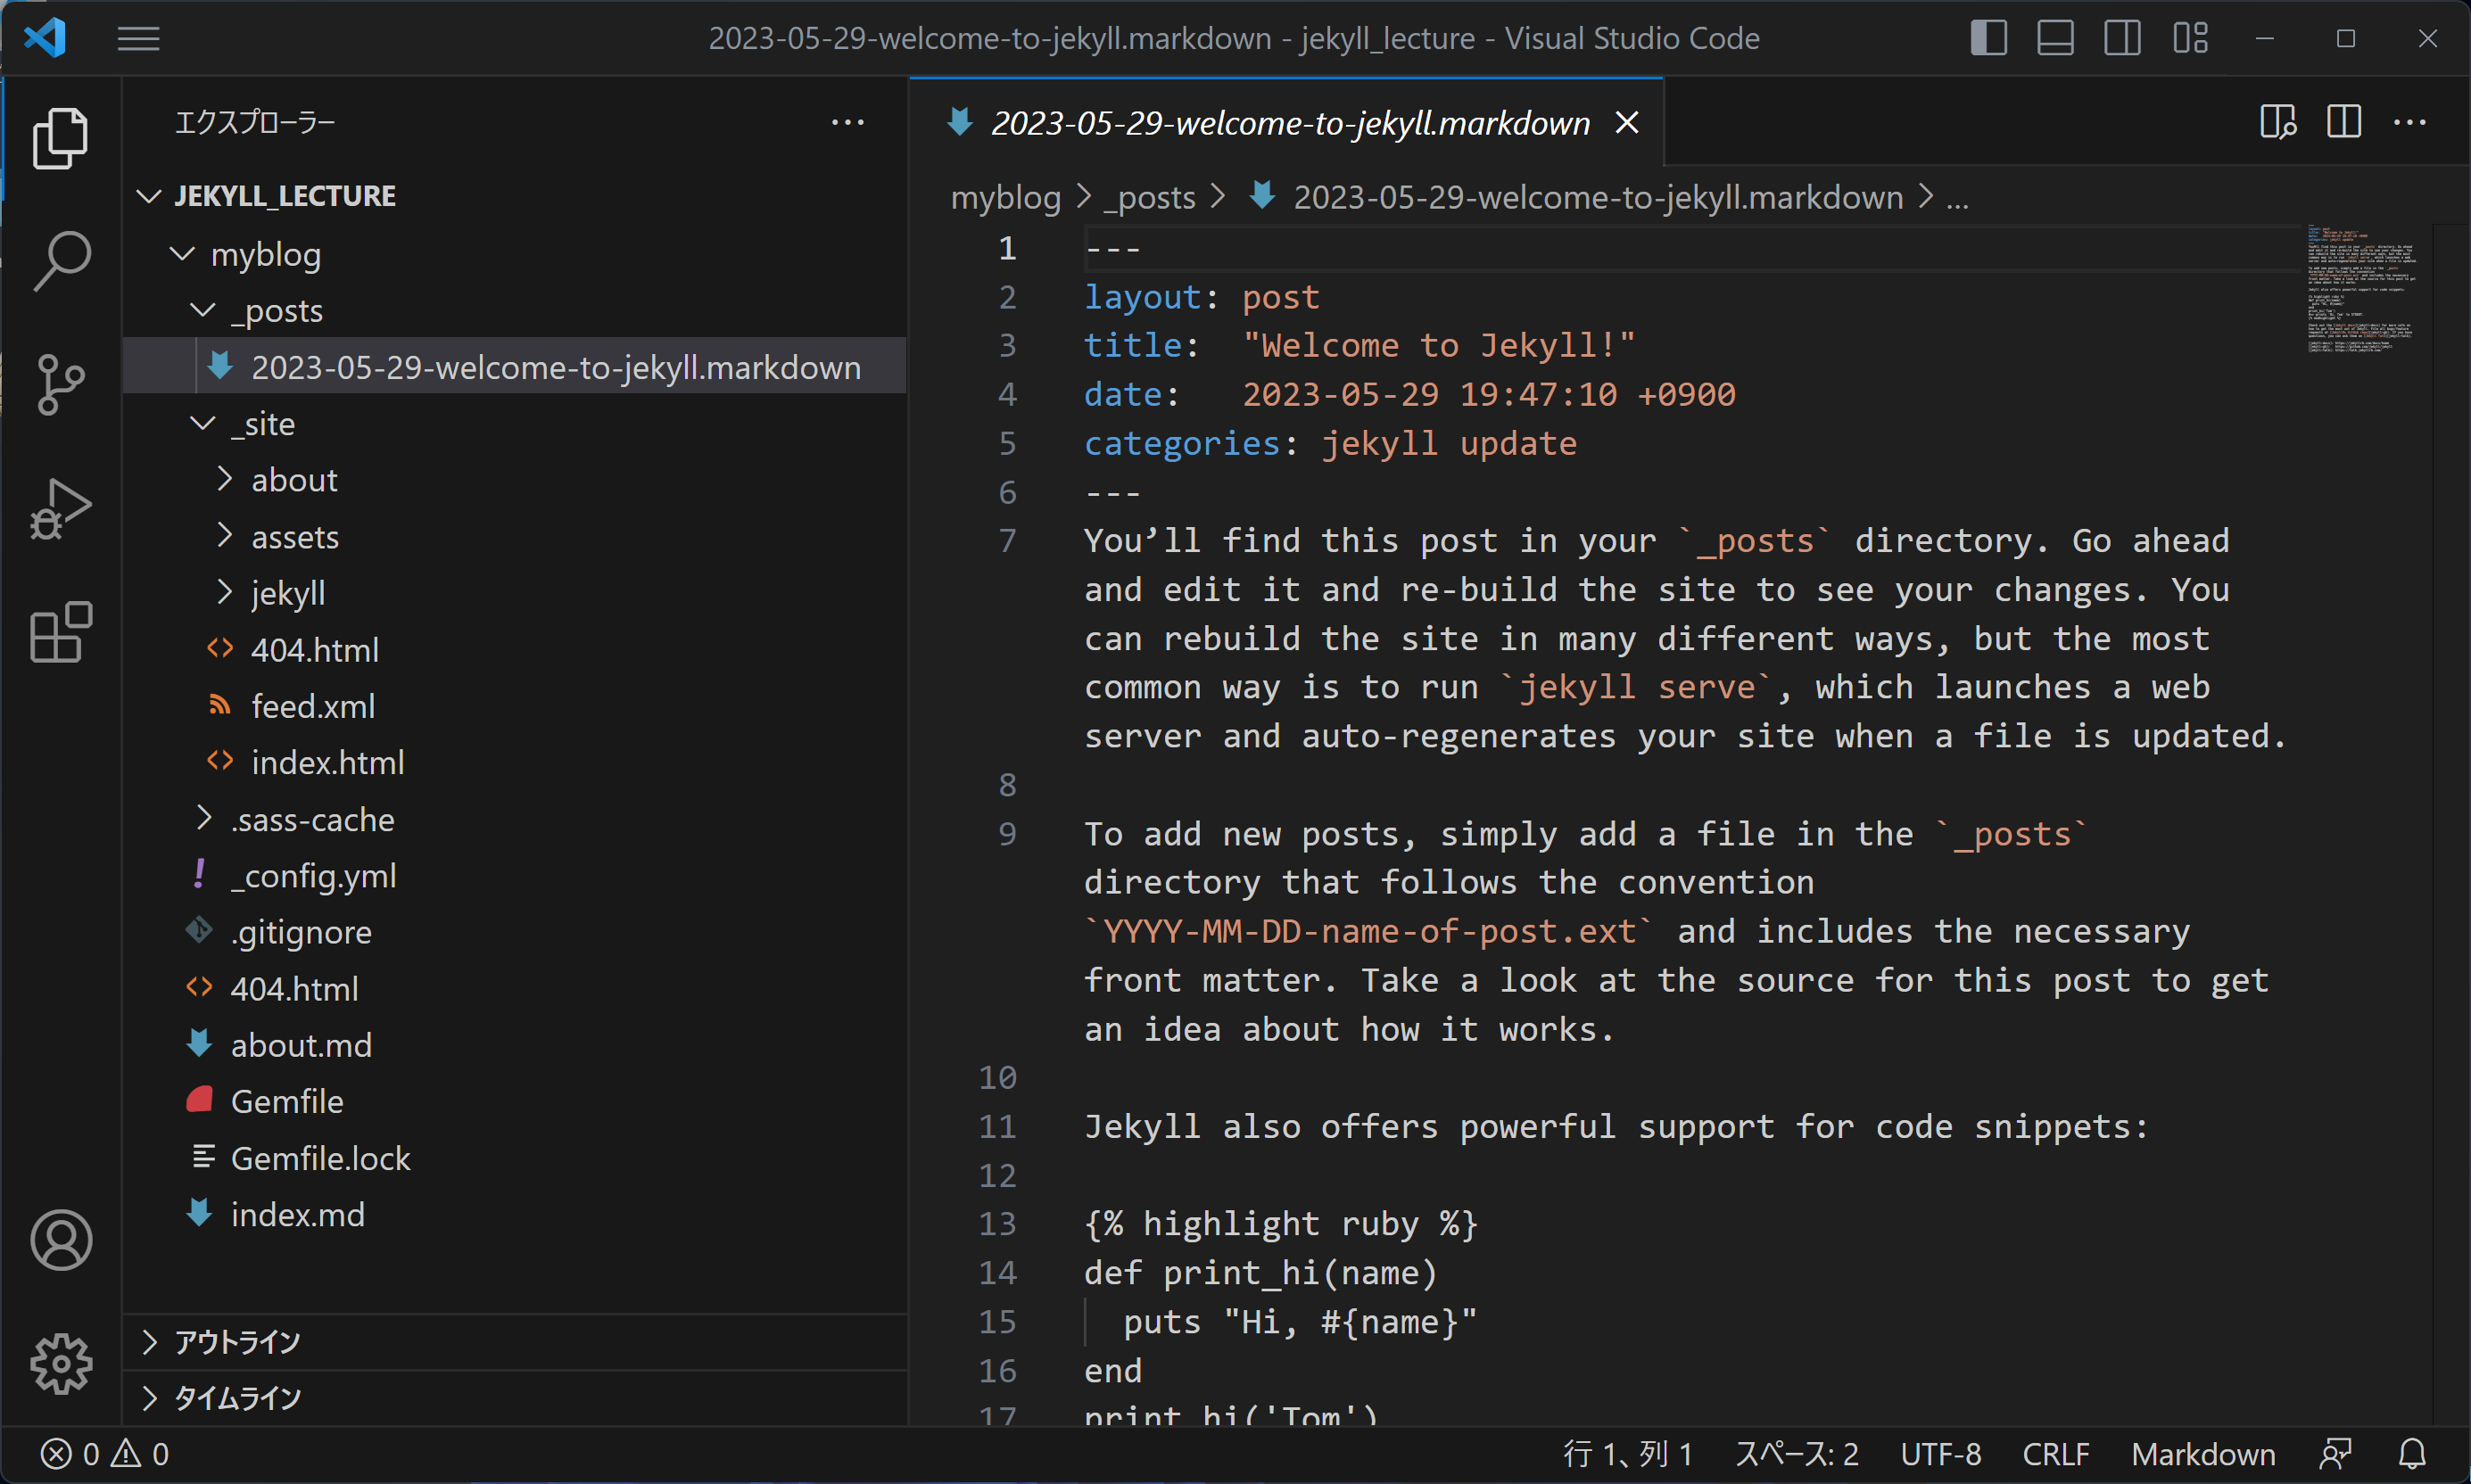 2023-05-29-welcome-to-jekyll.markdown - jekyll_lecture - Visual Studio Code
エクスプローラー
JEKYLL_LECTURE
myblog
_posts
2023-05-29-welcome-to-jekyll.markdown
_site
about
assets
jekyll
404.html
feed.xml
index.html
.sass-cache
_config.yml
.gitignore
404.html
about.md
Gemfile
Gemfile.lock
index.md
アウトライン
タイムライン
2023-05-29-welcome-to-jekyll.markdown
myblog > _posts > 2023-05-29-welcome-to-jekyll.markdown > ...
1 ---
2 layout: post
3 title:  "Welcome to Jekyll!"
4 date:   2023-05-29 19:47:10 +0900
5 categories: jekyll update
6 ---
7 You’ll find this post in your `_posts` directory. Go ahead
and edit it and re-build the site to see your changes. You
can rebuild the site in many different ways, but the most
common way is to run `jekyll serve`, which launches a web
server and auto-regenerates your site when a file is updated.
8
9 To add new posts, simply add a file in the `_posts`
directory that follows the convention
`YYYY-MM-DD-name-of-post.ext` and includes the necessary
front matter. Take a look at the source for this post to get
an idea about how it works.
10
11 Jekyll also offers powerful support for code snippets:
12
13 {% highlight ruby %}
14 def print_hi(name)
15   puts "Hi, #{name}"
16 end
17 print_hi('Tom')
0 0
行 1、列 1 スペース: 2 UTF-8 CRLF Markdown